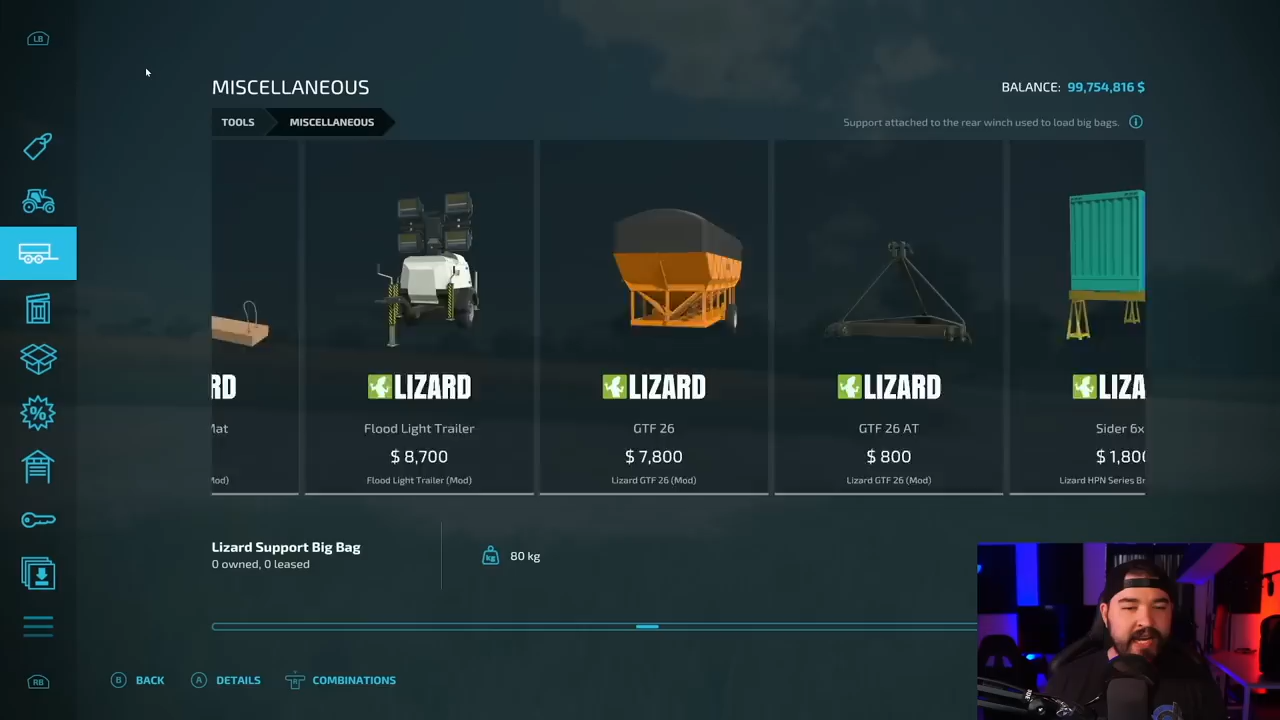 LB
MISCELLANEOUS
BALANCE: 99,754,816 $
TOOLS
MISCELLANEOUS
Support attached to the rear winch used to load big bags.
RD
LIZARD
LIZARD
LIZARD
LIZA
Mat
Flood Light Trailer
GTF 26
GTF 26 AT
Sider 6x
$ 8,700
$ 7,800
$ 800
$ 1,800
Mod)
Flood Light Trailer (Mod)
Lizard GTF 26 (Mod)
Lizard GTF 26 (Mod)
Lizard HPN Series Br
Lizard Support Big Bag
0 owned, 0 leased
kg
80 kg
RB
B BACK
A DETAILS
COMBINATIONS